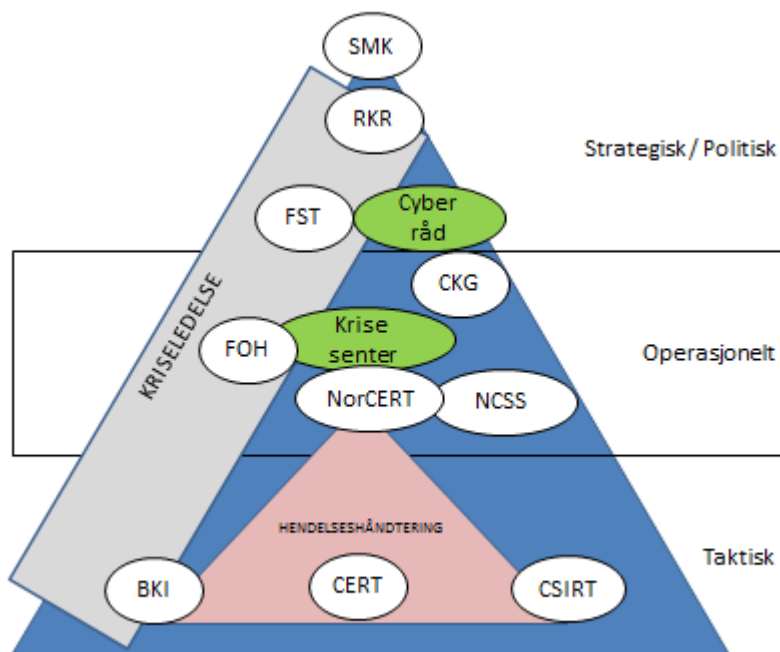 SMK
RKR
Strategisk / Politisk
FST
Cyber
råd
CKG
KRISELEDELSE
Krise
senter
FOH
Operasjonelt
NorCERT
NCSS
HENDELSESHÅNDTERING
Taktisk
BKI
CERT
CSIRT